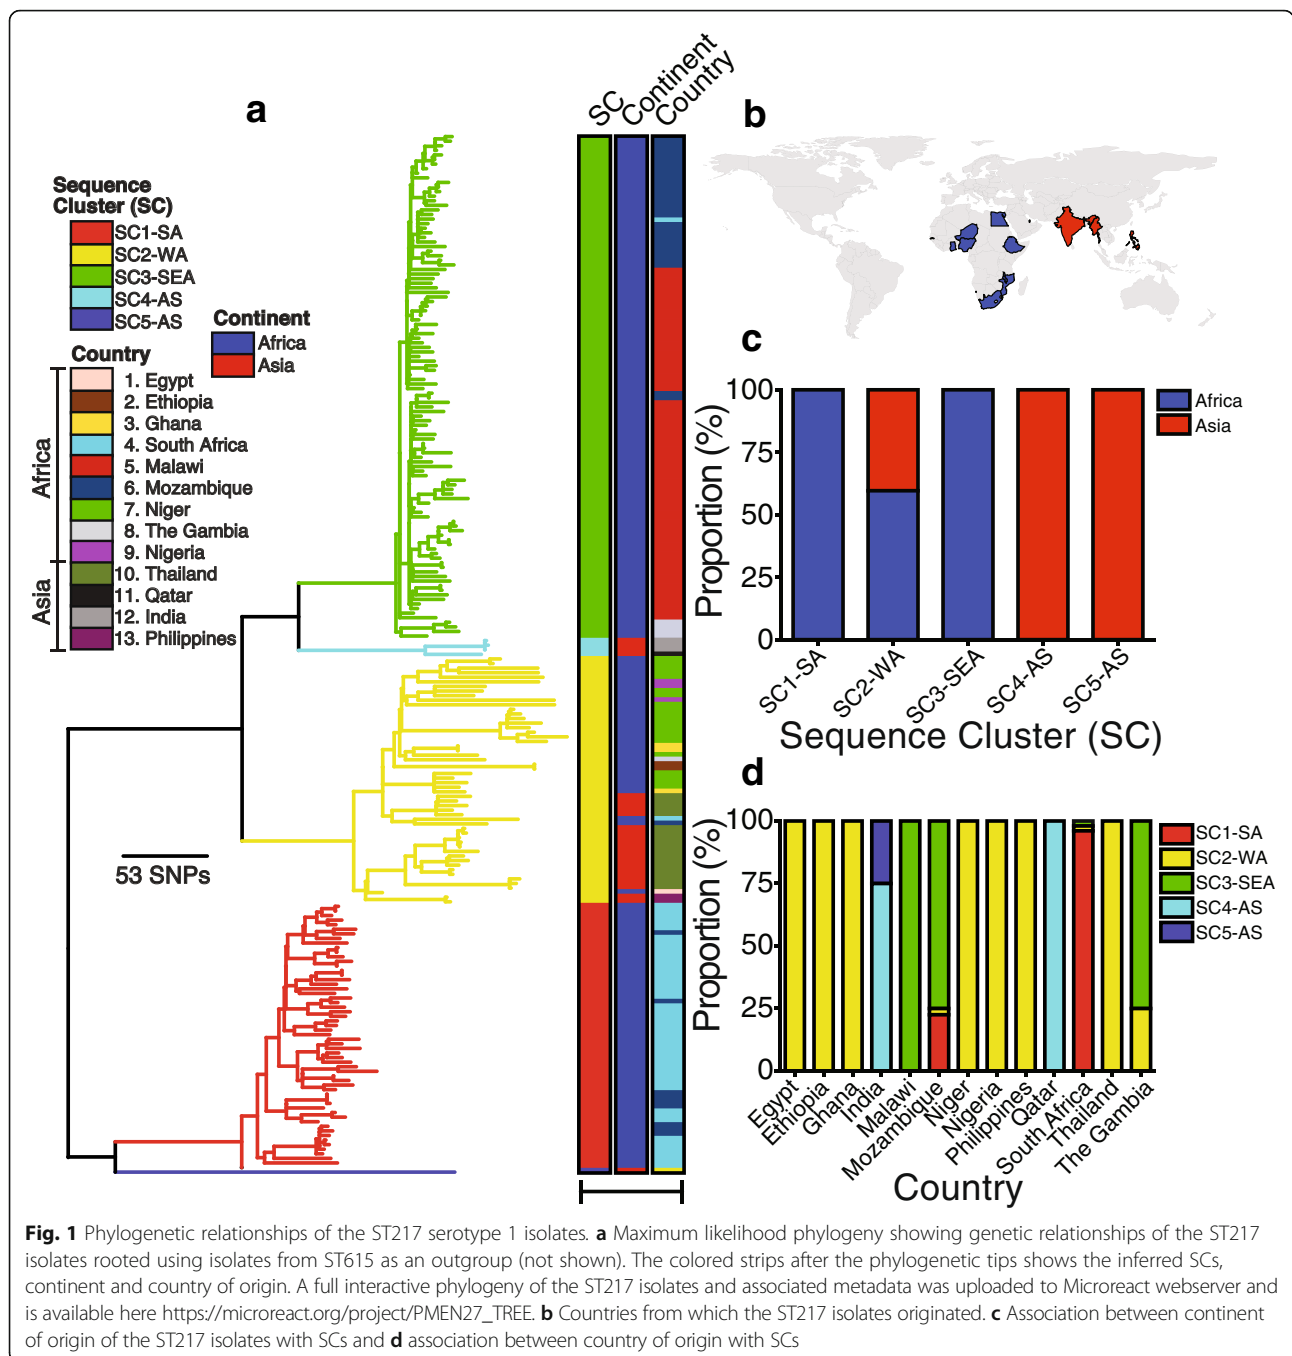 a
SC
Continent
Country
Sequence
Cluster (SC)
SC1-SA
SC2-WA
SC3-SEA
SC4-AS
SC5-AS
Continent
Africa
Asia
Country
Africa
Asia
1. Egypt
2. Ethiopia
3. Ghana
4. South Africa
5. Malawi
6. Mozambique
7. Niger
8. The Gambia
9. Nigeria
10. Thailand
11. Qatar
12. India
13. Philippines
53 SNPs
b
c
Proportion (%)
100
75
50
25
0
Africa
Asia
SC1-SA
SC2-WA
SC3-SEA
SC4-AS
SC5-AS
Sequence Cluster (SC)
d
Proportion (%)
100
75
50
25
0
SC1-SA
SC2-WA
SC3-SEA
SC4-AS
SC5-AS
Egypt
Ethiopia
Ghana
India
Malawi
Mozambique
Niger
Nigeria
Philippines
Qatar
South Africa
Thailand
The Gambia
Country
Fig. 1 Phylogenetic relationships of the ST217 serotype 1 isolates. a Maximum likelihood phylogeny showing genetic relationships of the ST217
isolates rooted using isolates from ST615 as an outgroup (not shown). The colored strips after the phylogenetic tips shows the inferred SCs,
continent and country of origin. A full interactive phylogeny of the ST217 isolates and associated metadata was uploaded to Microreact webserver and
is available here https://microreact.org/project/PMEN27_TREE. b Countries from which the ST217 isolates originated. c Association between continent
of origin of the ST217 isolates with SCs and d association between country of origin with SCs